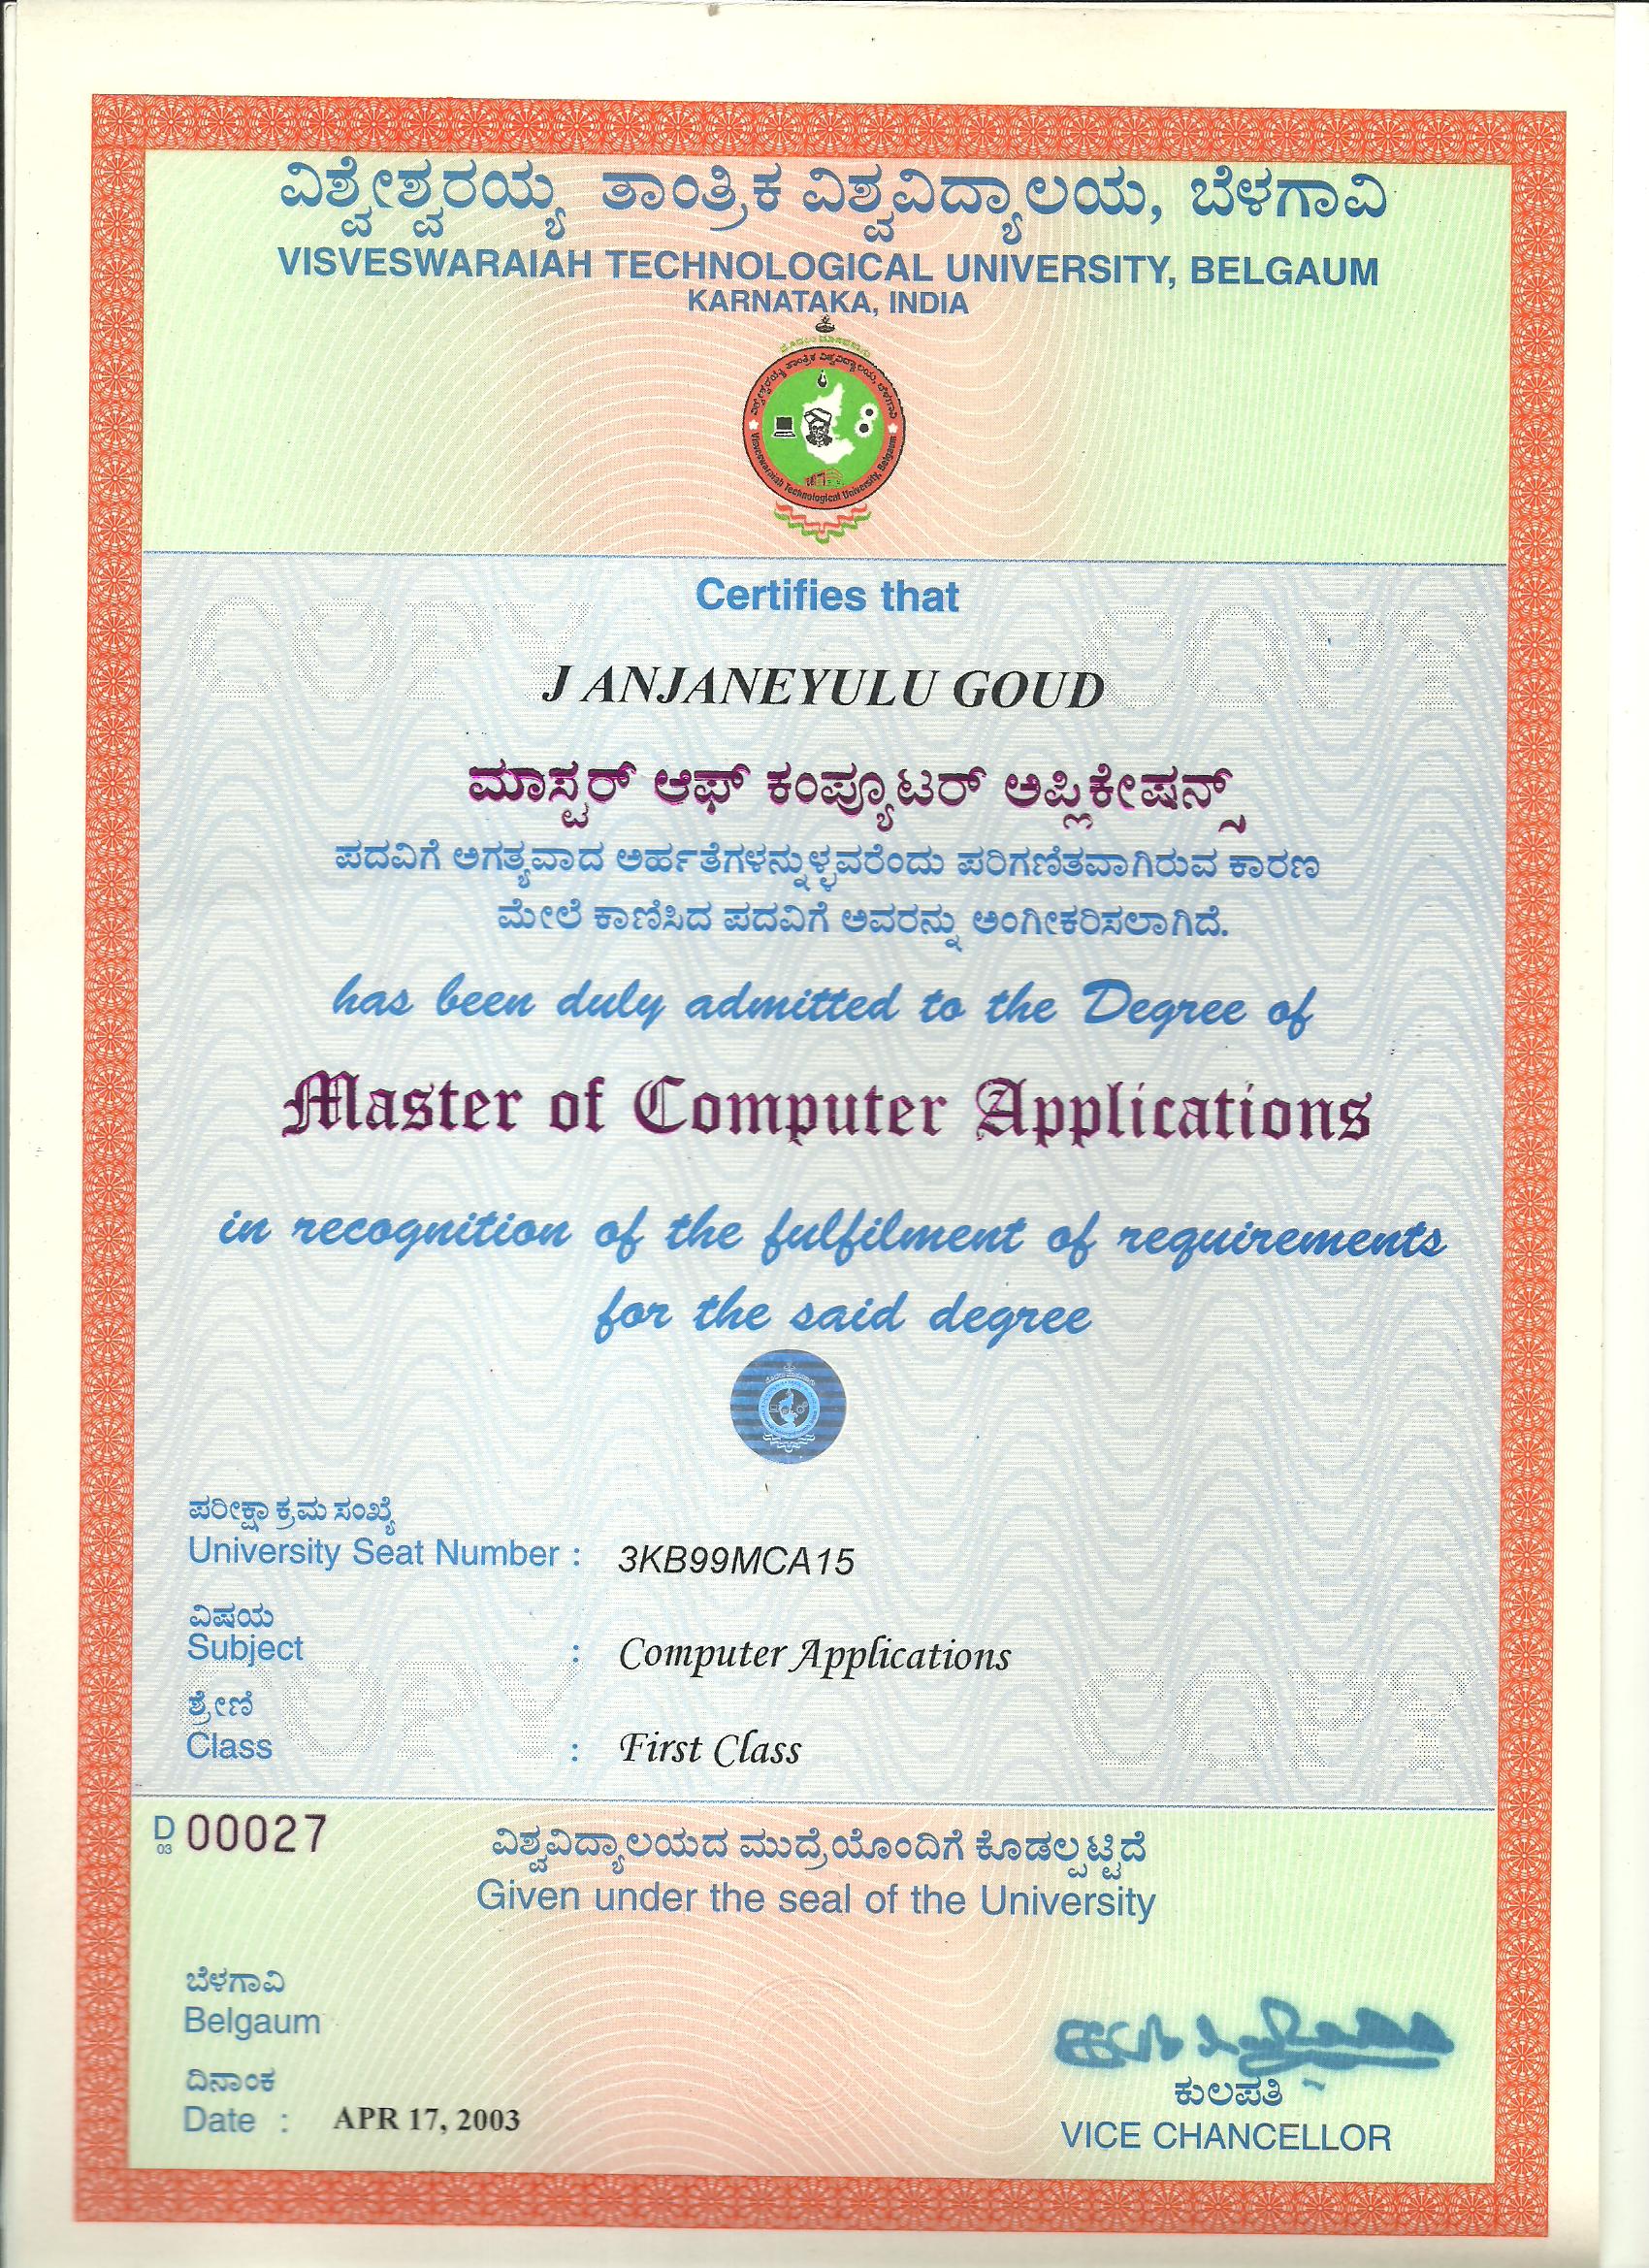 ವಿಶ್ವೇಶ್ವರಯ್ಯ ತಾಂತ್ರಿಕ ವಿಶ್ವವಿದ್ಯಾಲಯ, ಬೆಳಗಾವಿ
VISVESWARAIAH TECHNOLOGICAL UNIVERSITY, BELGAUM
KARNATAKA, INDIA
ವಿಶ್ವೇಶ್ವರಯ್ಯ ತಾಂತ್ರಿಕ ವಿಶ್ವವಿದ್ಯಾಲಯ, ಬೆಳಗಾವಿ
Visveswaraiah Technological University, Belgaum
Certifies that
COPY COPY
J ANJANEYULU GOUD
ಮಾಸ್ಟರ್ ಆಫ್ ಕಂಪ್ಯೂಟರ್ ಅಪ್ಲಿಕೇಷನ್ಸ್
ಪದವಿಗೆ ಅಗತ್ಯವಾದ ಅರ್ಹತೆಗಳನ್ನುಳ್ಳವರೆಂದು ಪರಿಗಣಿತವಾಗಿರುವ ಕಾರಣ
ಮೇಲೆ ಕಾಣಿಸಿದ ಪದವಿಗೆ ಅವರನ್ನು ಅಂಗೀಕರಿಸಲಾಗಿದೆ.
has been duly admitted to the Degree of
Master of Computer Applications
in recognition of the fulfilment of requirements
for the said degree
ಪರೀಕ್ಷಾ ಕ್ರಮ ಸಂಖ್ಯೆ
University Seat Number : 3KB99MCA15
ವಿಷಯ
Subject : Computer Applications
COPY COPY
ಶ್ರೇಣಿ
Class : First Class
D 03 00027
ವಿಶ್ವವಿದ್ಯಾಲಯದ ಮುದ್ರೆಯೊಂದಿಗೆ ಕೊಡಲ್ಪಟ್ಟಿದೆ
Given under the seal of the University
ಬೆಳಗಾವಿ
Belgaum
ದಿನಾಂಕ
Date : APR 17, 2003
ಕುಲಪತಿ
VICE CHANCELLOR